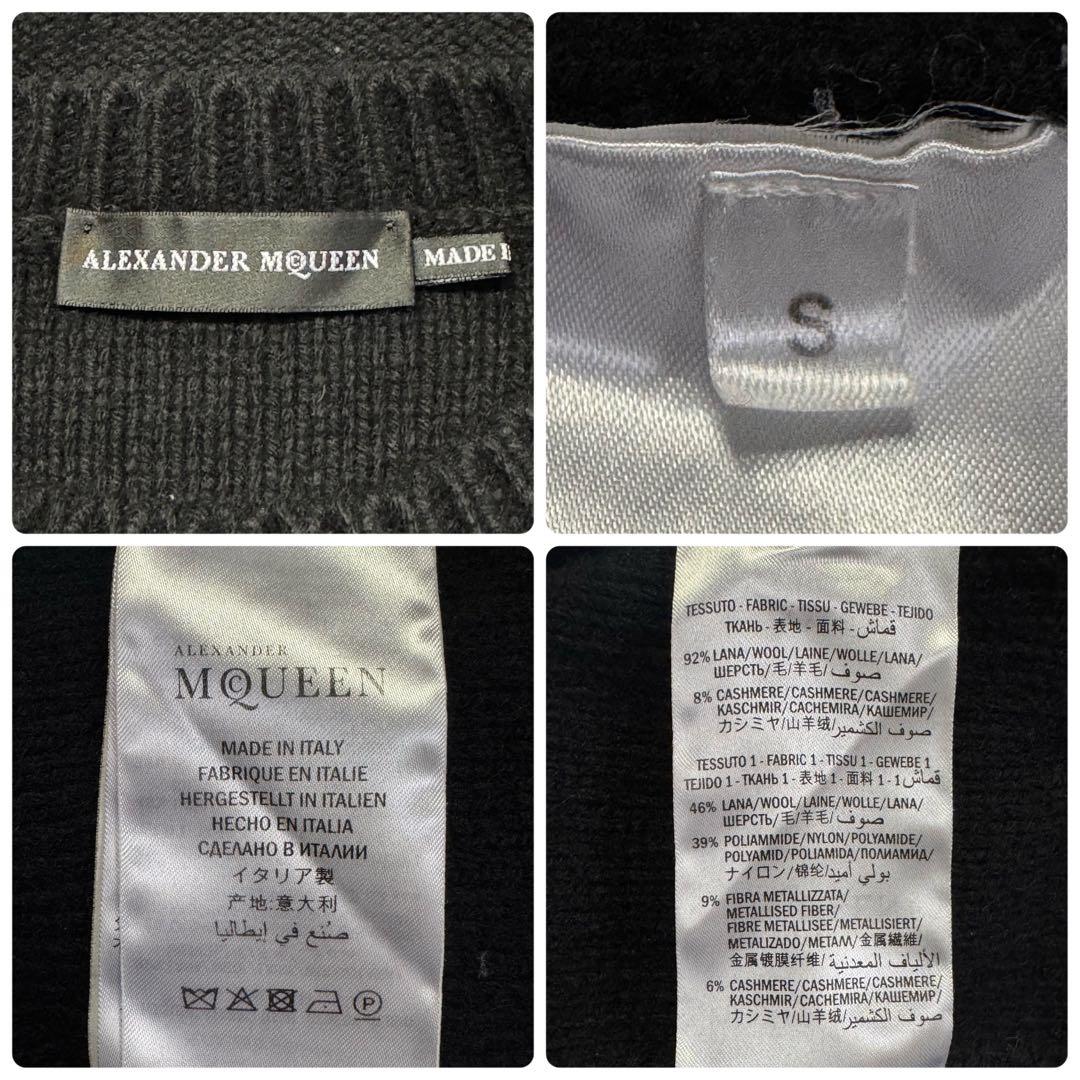 ALEXANDER MCQUEEN
MADE I
S
ALEXANDER
MCQUEEN
MADE IN ITALY
FABRIQUE EN ITALIE
HERGESTELLT IN ITALIEN
HECHO EN ITALIA
СДЕЛАНО В ИТАЛИИ
イタリア製
产地:意大利
صُنع في إيطاليا
P
TESSUTO - FABRIC - TISSU - GEWEBE - TEJIDO
ТКАНЬ - 表地 - 面料 - قماش
92% LANA/WOOL/LAINE/WOLLE/LANA/
ШЕРСТЬ/毛/羊毛/صوف
8% CASHMERE/CASHMERE/CASHMERE/
KASCHMIR/CACHEMIRA/КАШЕМИР/
カシミヤ/山羊绒/صوف الكشمير
TESSUTO 1 - FABRIC 1 - TISSU 1 - GEWEBE 1
TEJIDO 1 - ТКАНЬ 1 - 表地 1 - 面料 1 - قماش 1
46% LANA/WOOL/LAINE/WOLLE/LANA/
ШЕРСТЬ/毛/羊毛/صوف
39% POLIAMMIDE/NYLON/POLYAMIDE/
POLYAMID/POLIAMIDA/ПОЛИАМИД/
ナイロン/锦纶/بولي أميد
9% FIBRA METALLIZZATA/
METALLISED FIBER/
FIBRE METALLISEE/METALLISIERT/
METALIZADO/МЕТАМ/金属繊維/
金属镀膜纤维/الألياف المعدنية
6% CASHMERE/CASHMERE/CASHMERE/
KASCHMIR/CACHEMIRA/КАШЕМИР/
カシミヤ/山羊绒/صوف الكشمير